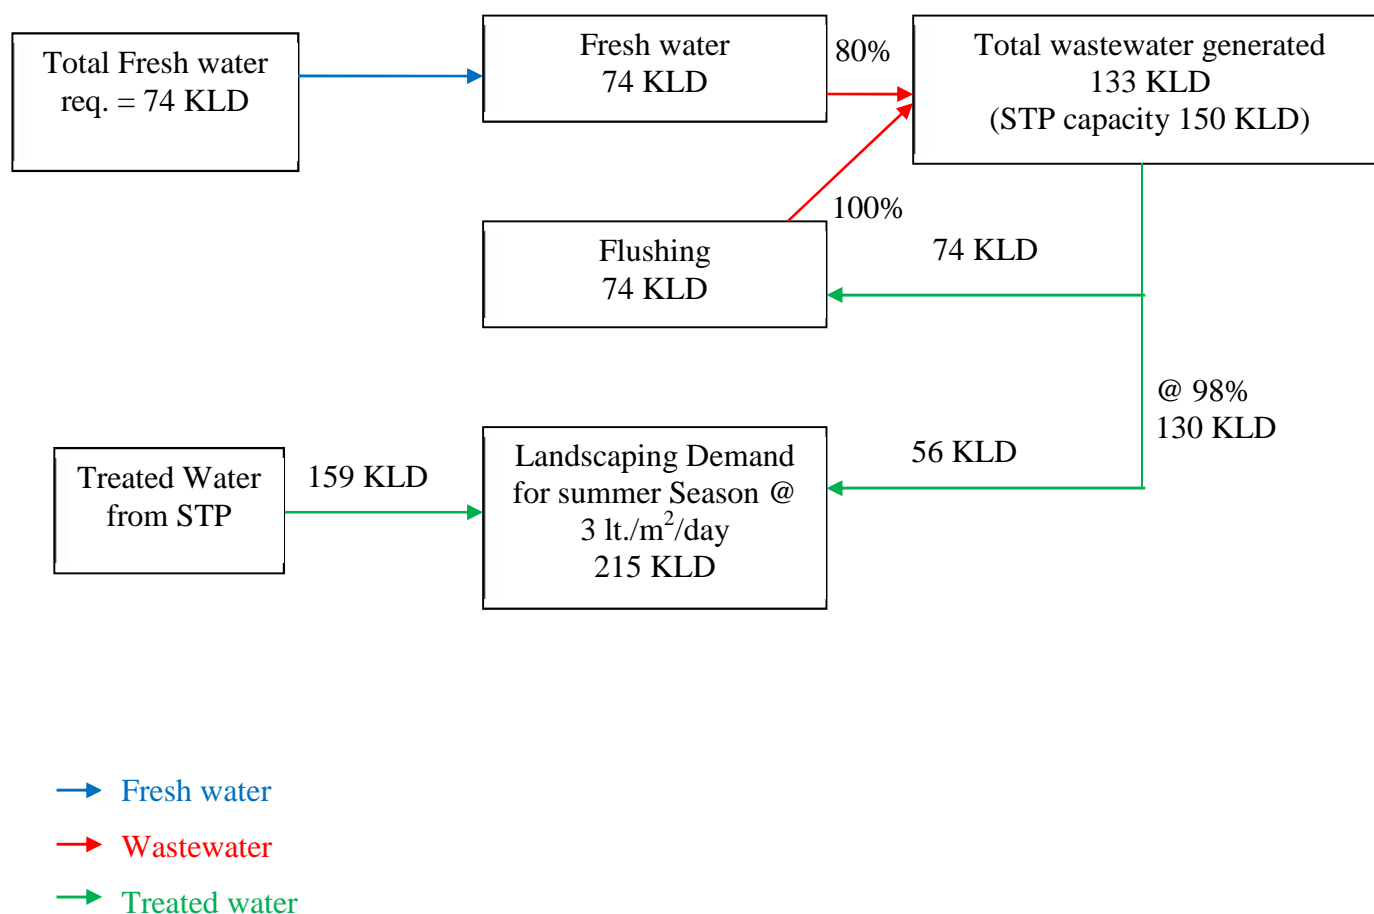 Total Fresh water
req. = 74 KLD
Fresh water
74 KLD
80%
Total wastewater generated
133 KLD
(STP capacity 150 KLD)
100%
Flushing
74 KLD
74 KLD
@ 98%
130 KLD
Treated Water
from STP
159 KLD
Landscaping Demand
for summer Season @
3 lt./m²/day
215 KLD
56 KLD
Fresh water
Wastewater
Treated water